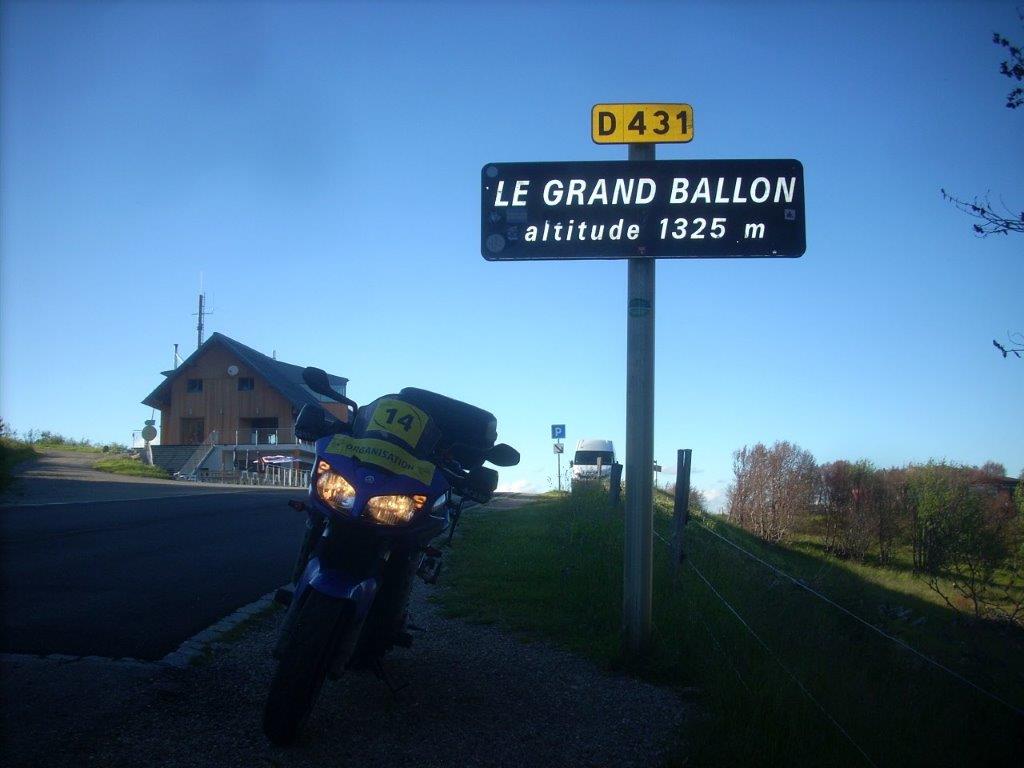 D 431
LE GRAND BALLON
altitude 1325 m
14
ORGANISATION
P